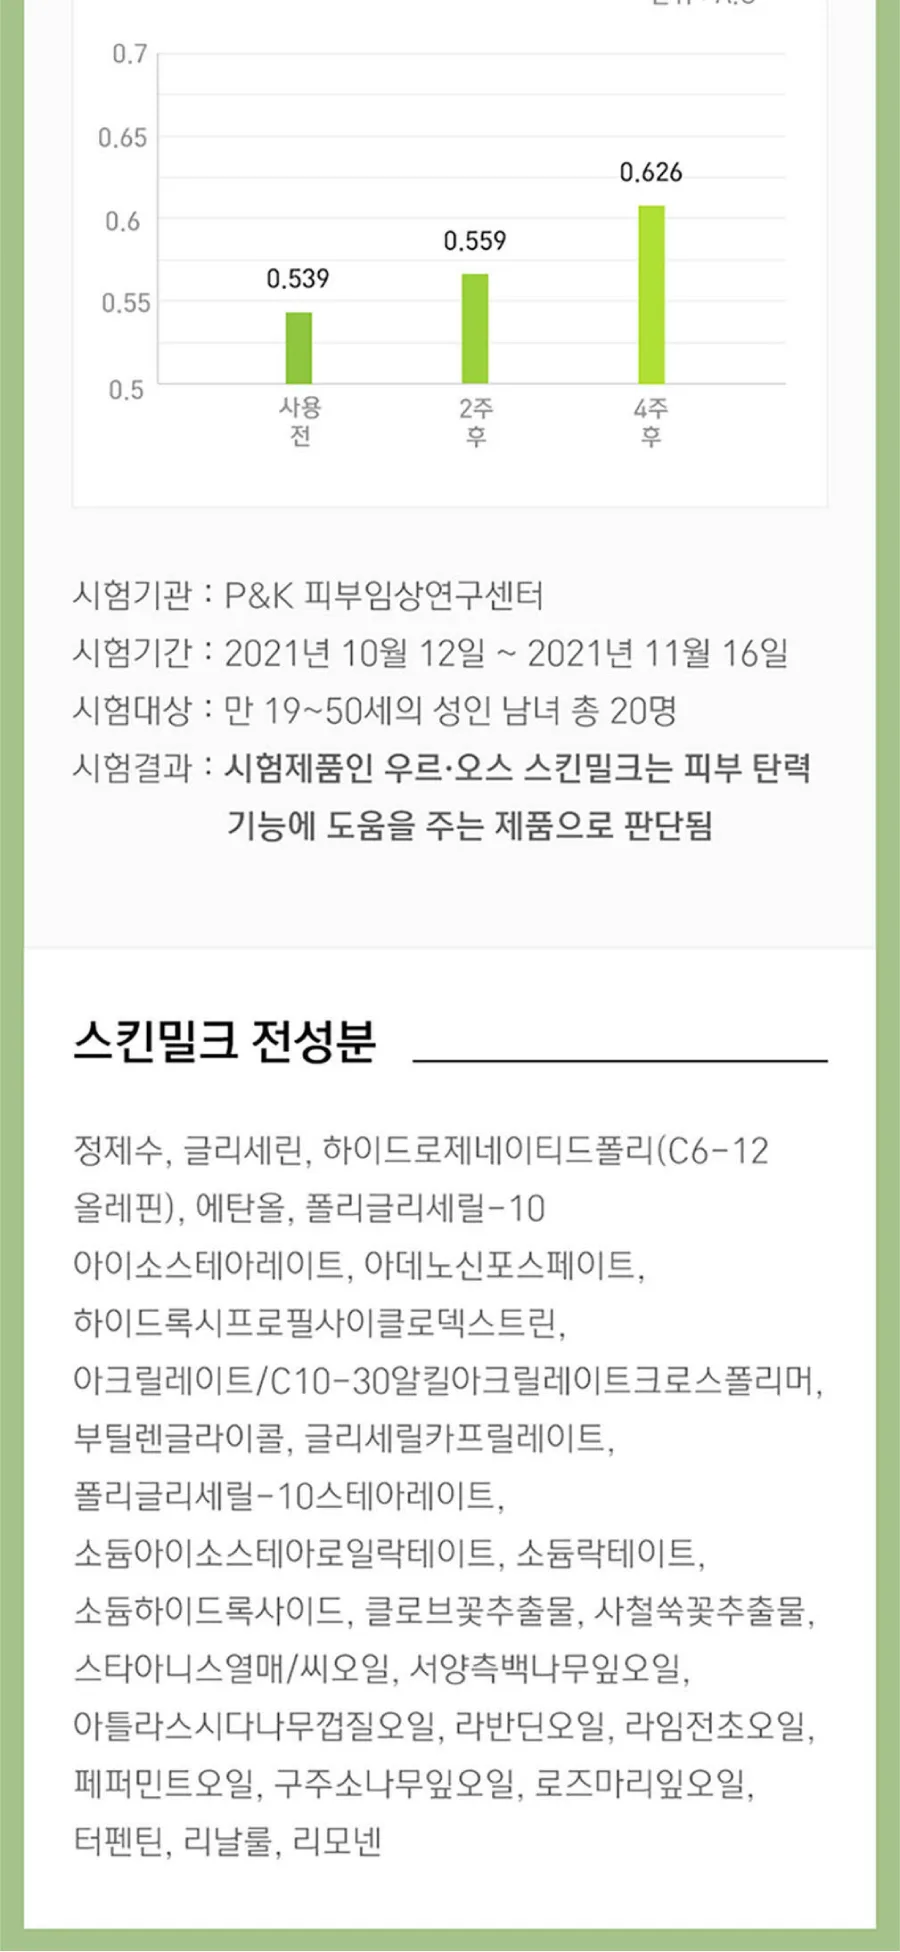 0.7
0.65
0.6
0.55
0.5
0.539
0.559
0.626
사용
전
2주
후
4주
후
시험기관 : P&K 피부임상연구센터
시험기간 : 2021년 10월 12일 ~ 2021년 11월 16일
시험대상 : 만 19~50세의 성인 남녀 총 20명
시험결과 : 시험제품인 우르·오스 스킨밀크는 피부 탄력
기능에 도움을 주는 제품으로 판단됨
스킨밀크 전성분
정제수, 글리세린, 하이드로제네이티드폴리(C6-12
올레핀), 에탄올, 폴리글리세릴-10
아이소스테아레이트, 아데노신포스페이트,
하이드록시프로필사이클로덱스트린,
아크릴레이트/C10-30알킬아크릴레이트크로스폴리머,
부틸렌글라이콜, 글리세릴카프릴레이트,
폴리글리세릴-10스테아레이트,
소듐아이소스테아로일락테이트, 소듐락테이트,
소듐하이드록사이드, 클로브꽃추출물, 사철쑥꽃추출물,
스타아니스열매/씨오일, 서양측백나무잎오일,
아틀라스시다나무껍질오일, 라반딘오일, 라임전초오일,
페퍼민트오일, 구주소나무잎오일, 로즈마리잎오일,
터펜틴, 리날룰, 리모넨